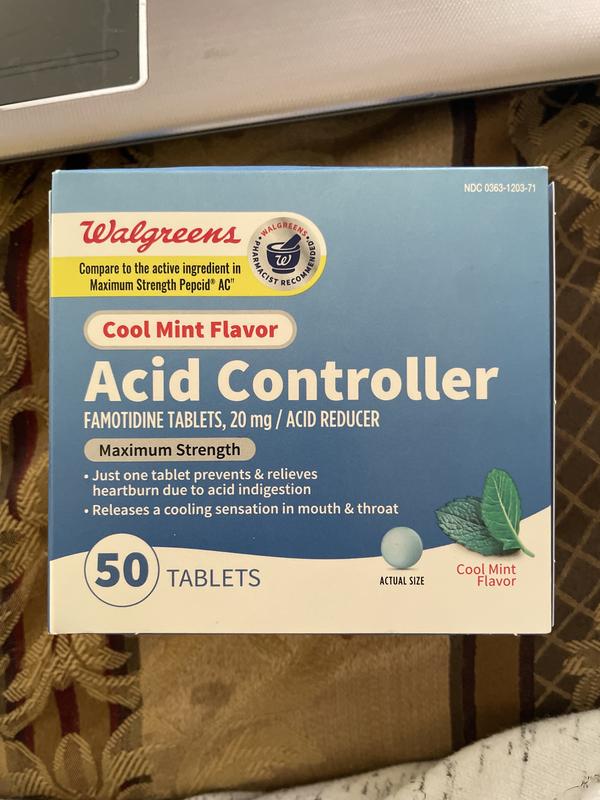 NDC 0363-1203-71
Walgreens
WALGREENS
PHARMACIST RECOMMENDED
W
Compare to the active ingredient in
Maximum Strength Pepcid® AC††
Cool Mint Flavor
Acid Controller
FAMOTIDINE TABLETS, 20 mg / ACID REDUCER
Maximum Strength
• Just one tablet prevents & relieves
heartburn due to acid indigestion
• Releases a cooling sensation in mouth & throat
50 TABLETS
ACTUAL SIZE
Cool Mint
Flavor